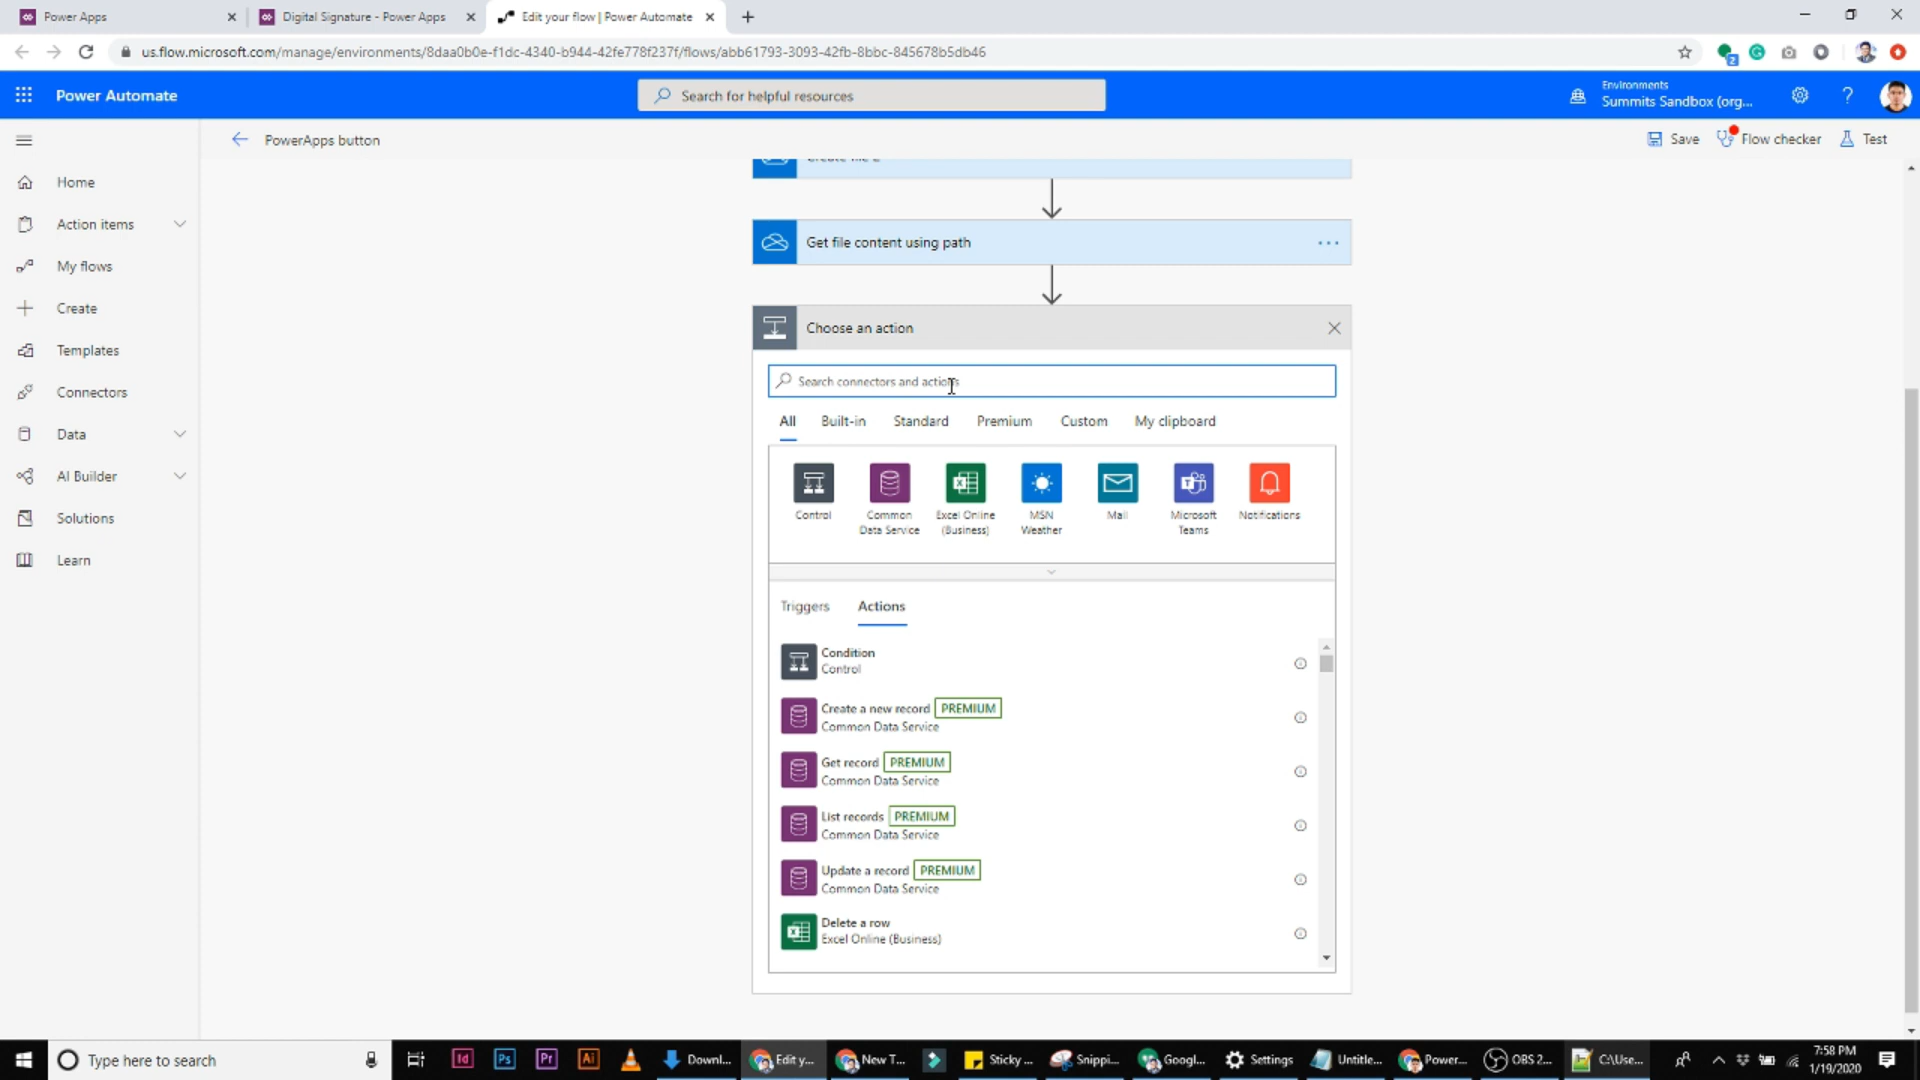 Power Apps
Digital Signature - Power Apps
Edit your flow | Power Automate
us.flow.microsoft.com/manage/environments/8daa0b0e-f1dc-4340-b944-42fe778f237f/flows/abb61793-3093-42fb-8bbc-845678b5db46
2
Power Automate
Search for helpful resources
Environments
Summits Sandbox (org...
?
PowerApps button
Save
Flow checker
Test
Home
Action items
My flows
Create
Templates
Connectors
Data
AI Builder
Solutions
Learn
Get file content using path
Choose an action
Search connectors and actions
All
Built-in
Standard
Premium
Custom
My clipboard
Control
Common
Data Service
Excel Online
(Business)
MSN
Weather
Mail
Microsoft
Teams
Notifications
Triggers
Actions
Condition
Control
Create a new record PREMIUM
Common Data Service
Get record PREMIUM
Common Data Service
List records PREMIUM
Common Data Service
Update a record PREMIUM
Common Data Service
Delete a row
Excel Online (Business)
Type here to search
Id
Ps
Pr
Ai
Downl...
Edit y...
New T...
Sticky ...
Snippi...
Googl...
Settings
Untitle...
Power...
OBS 2...
C:\Use...
7:58 PM
1/19/2020